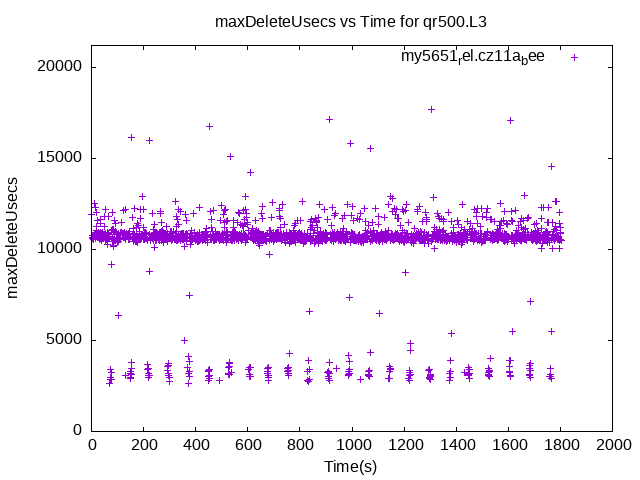 maxDeleteUsecs vs Time for qr500.L3
my5651rel.cz11abee
20000
15000
10000
5000
0
maxDeleteUsecs
0 200 400 600 800 1000 1200 1400 1600 1800 2000
Time(s)